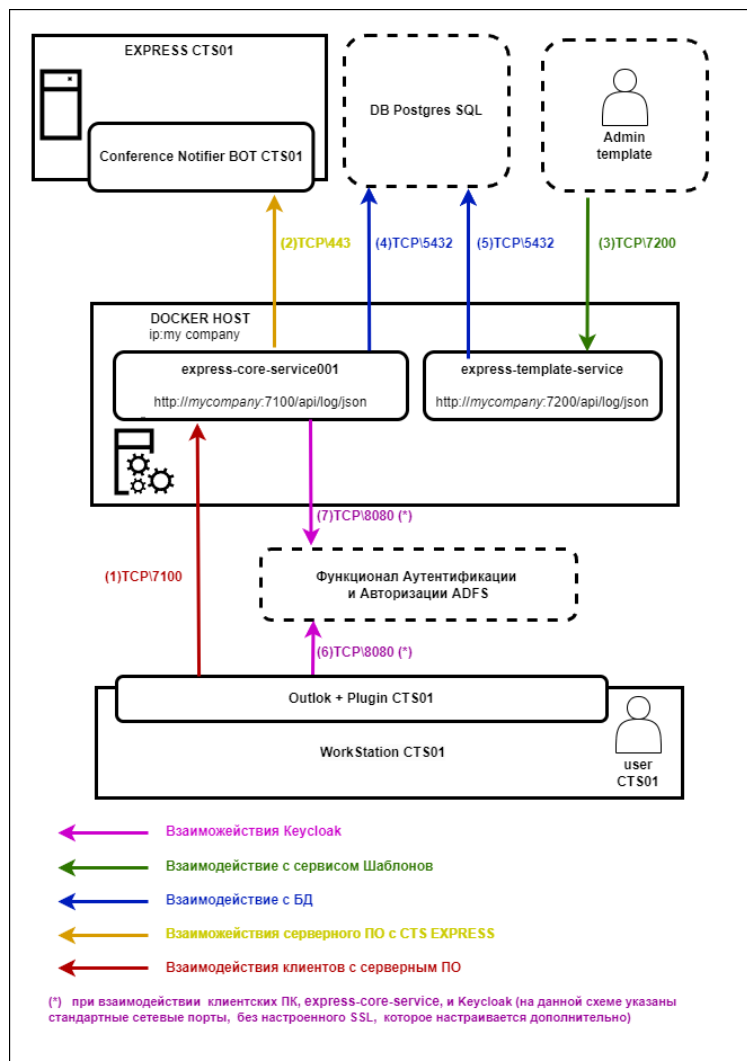 EXPRESS CTS01
Conference Notifier BOT CTS01
DB Postgres SQL
Admin
template
(2)TCP\443
(4)TCP\5432
(5)TCP\5432
(3)TCP\7200
DOCKER HOST
ip:my company
express-core-service001
http://mycompany:7100/api/log/json
express-template-service
http://mycompany:7200/api/log/json
(7)TCP\8080 (*)
(1)TCP\7100
Функционал Аутентификации
и Авторизации ADFS
(6)TCP\8080 (*)
Outlok + Plugin CTS01
WorkStation CTS01
user
CTS01
Взаиможействия Keycloak
Взаимодействие с сервисом Шаблонов
Взаимодействие с БД
Взаиможействия серверного ПО с CTS EXPRESS
Взаимодействия клиентов с серверным ПО
(*) при взаимодействии клиентских ПК, express-core-service, и Keycloak (на данной схеме указаны
стандартные сетевые порты, без настроенного SSL, которое настраивается дополнительно)